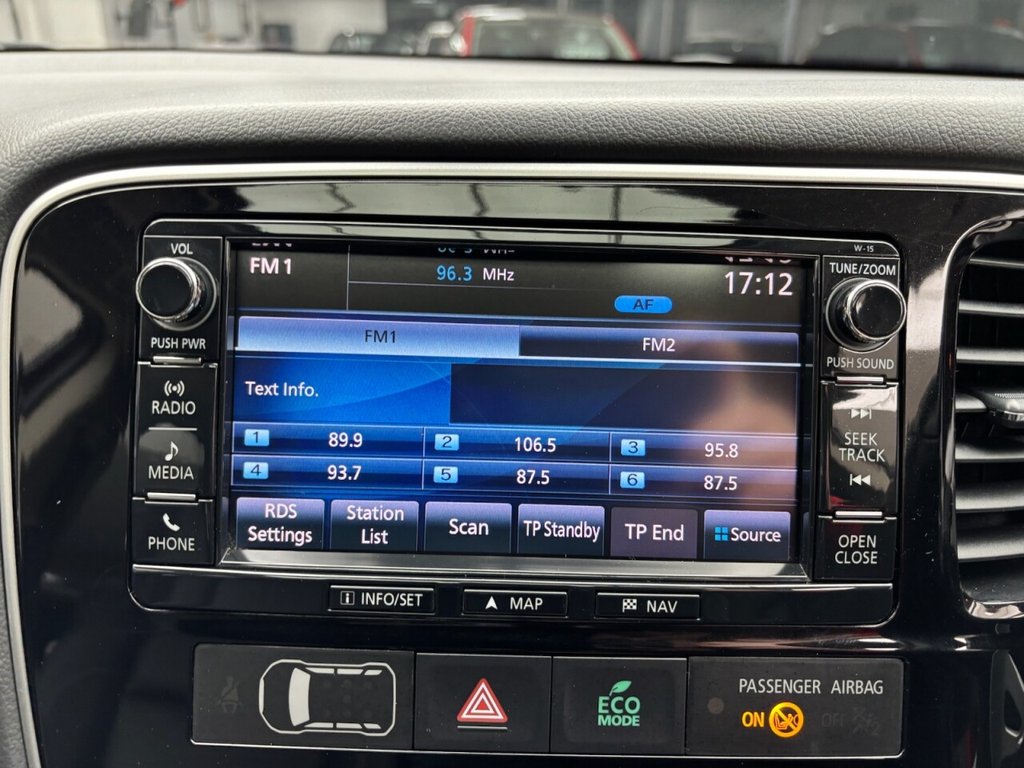 W-15
VOL
PUSH PWR
RADIO
MEDIA
PHONE
FM1
96.3 MHz
17:12
AF
FM1
FM2
Text Info.
1 89.9
2 106.5
3 95.8
4 93.7
5 87.5
6 87.5
RDS
Settings
Station
List
Scan
TP Standby
TP End
Source
TUNE/ZOOM
PUSH SOUND
SEEK
TRACK
OPEN
CLOSE
INFO/SET
MAP
NAV
ECO
MODE
PASSENGER AIRBAG
ON
OFF